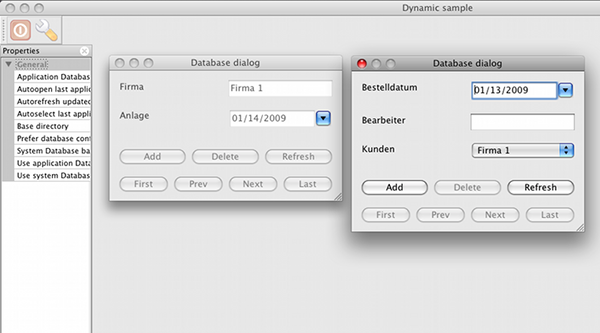 Dynamic sample
Properties
General
Application Databas
Autoopen last applic
Autorefresh updated
Autoselect last appli
Base directory
Prefer database conf
System Database ba
Use application Datab
Use system Databas
Database dialog
Firma Firma 1
Anlage 01/14/2009
Add Delete Refresh
First Prev Next Last
Database dialog
Bestelldatum 01/13/2009
Bearbeiter
Kunden Firma 1
Add Delete Refresh
First Prev Next Last